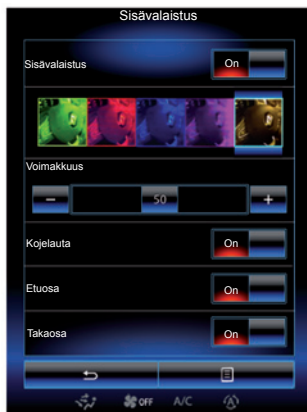 Sisävalaistus
Sisävalaistus On
Voimakkuus
− 50 +
Kojelauta On
Etuosa On
Takaosa On
OFF A/C A